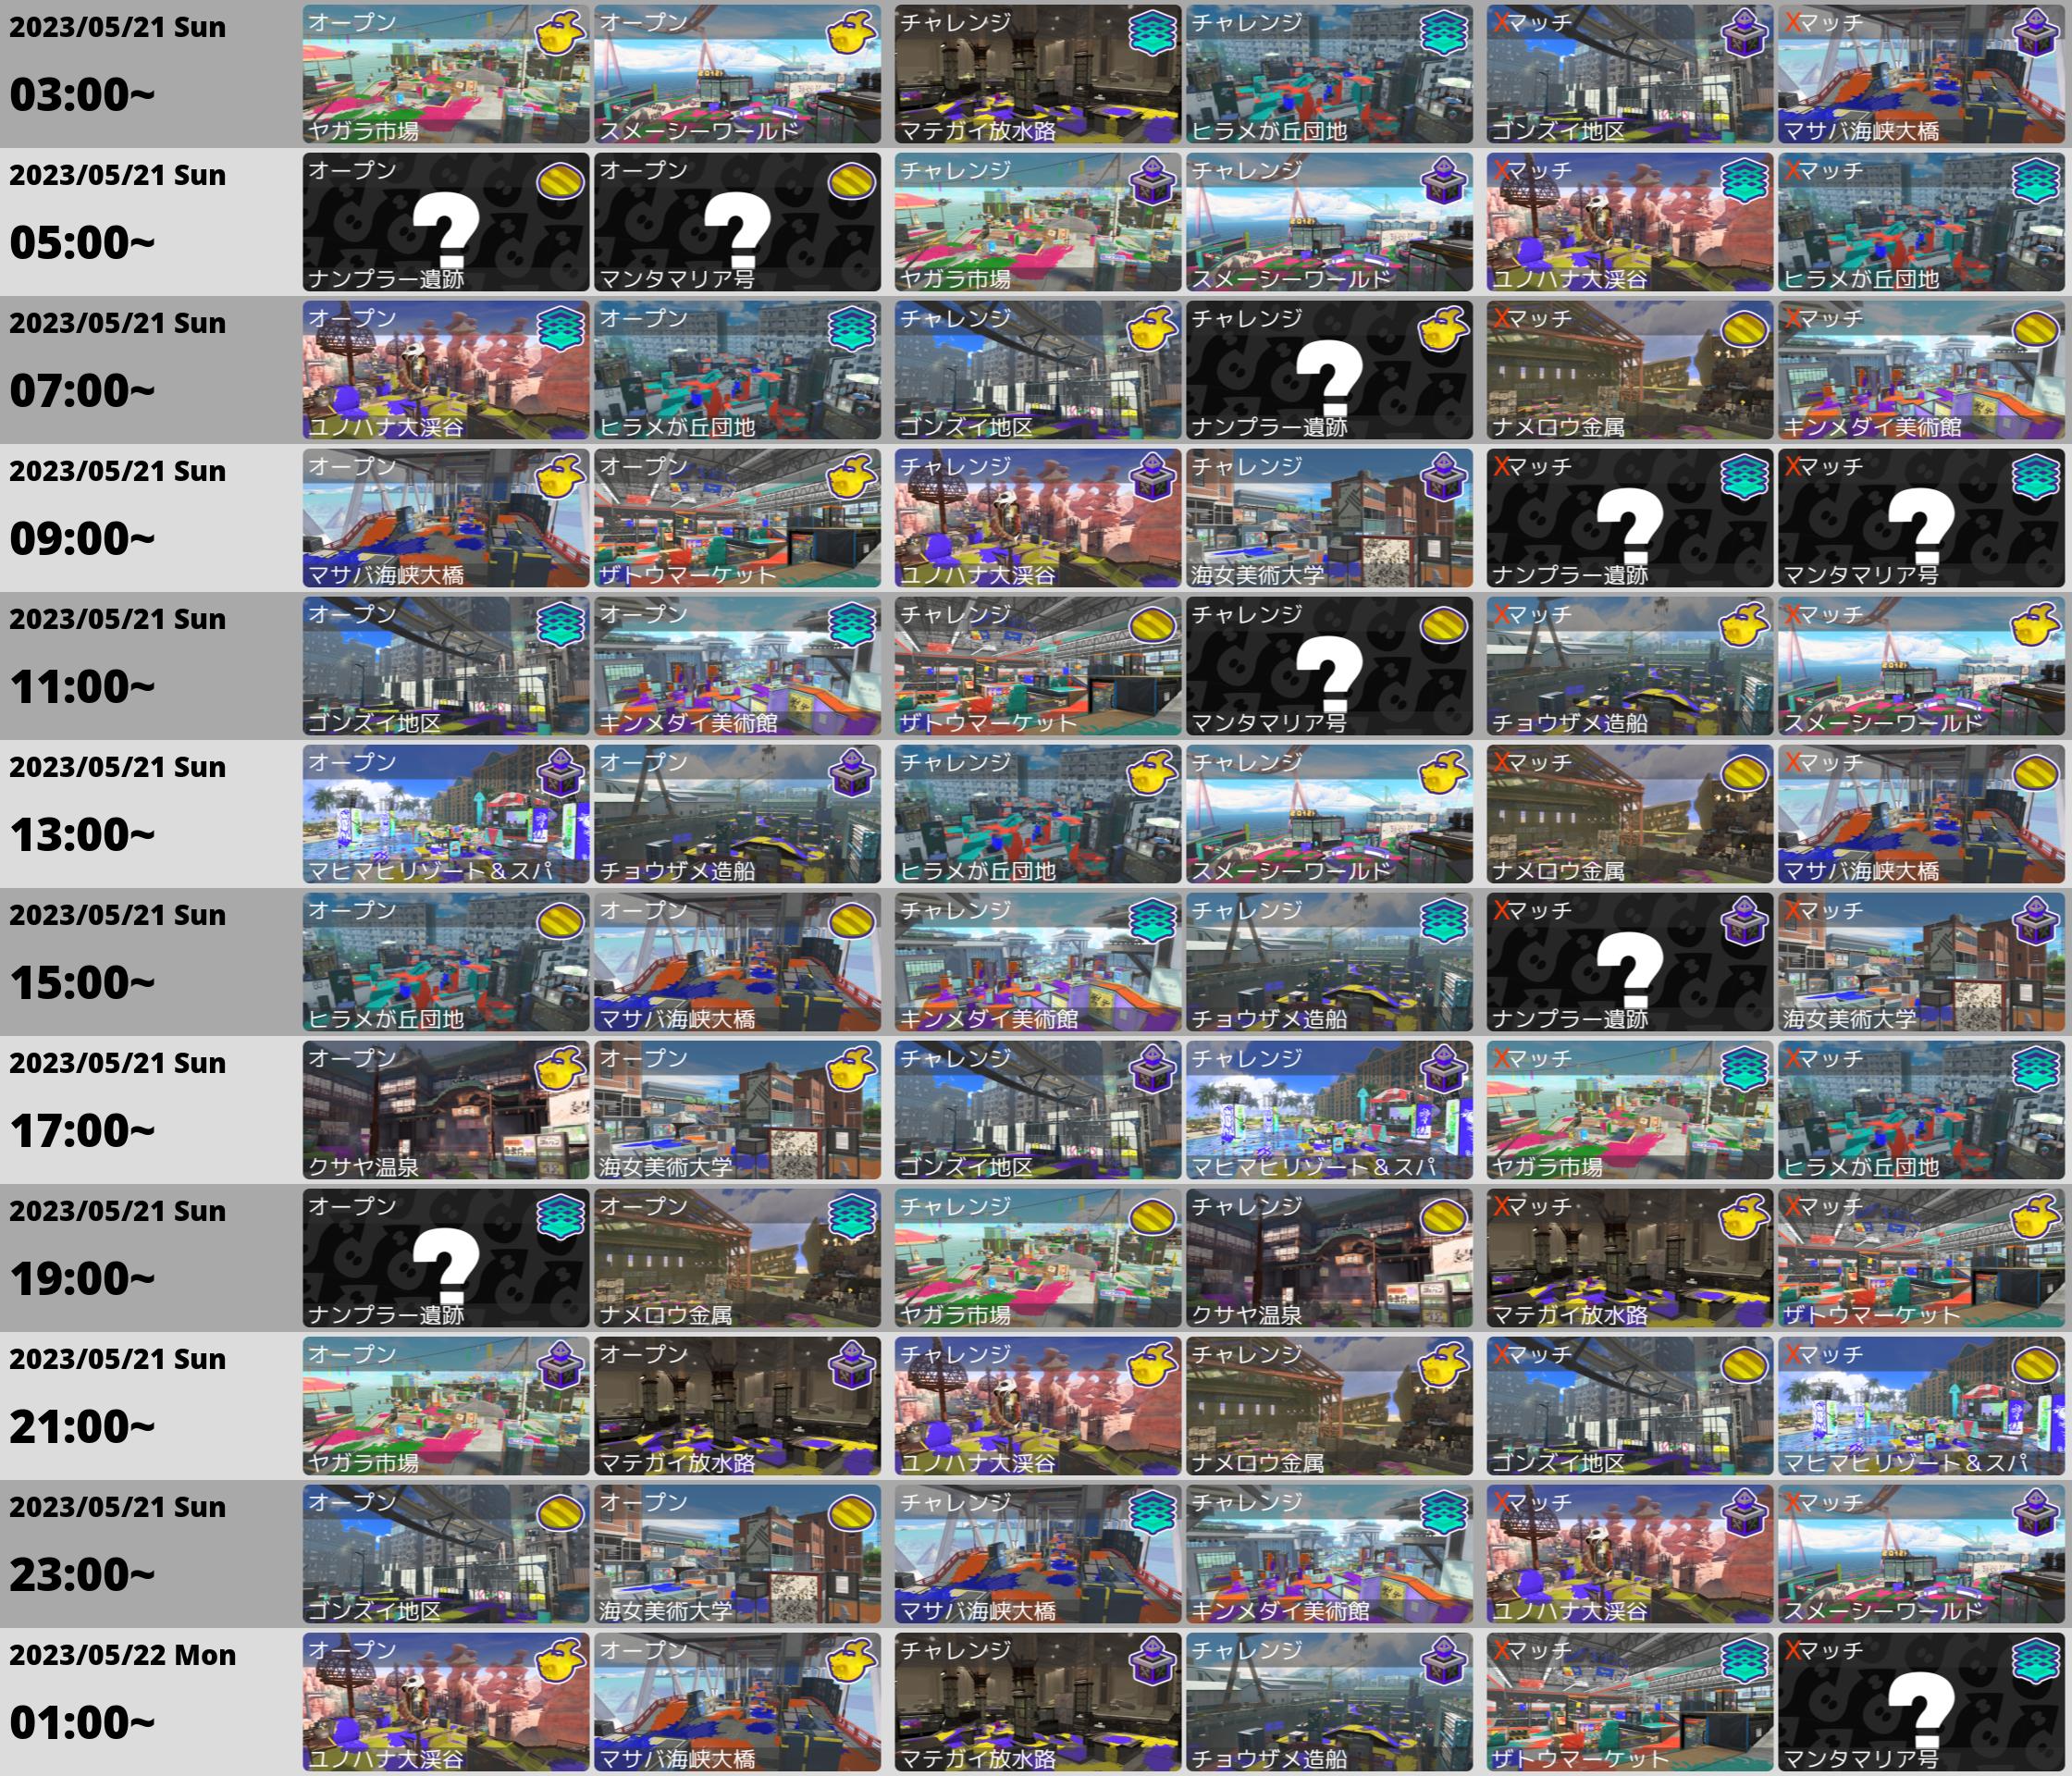 2023/05/21 Sun
03:00~
オープン
ヤガラ市場
オープン
スメーシーワールド
チャレンジ
マテガイ放水路
チャレンジ
ヒラメが丘団地
Xマッチ
ゴンズイ地区
Xマッチ
マサバ海峡大橋
2023/05/21 Sun
05:00~
オープン
?
ナンプラー遺跡
オープン
?
マンタマリア号
チャレンジ
ヤガラ市場
チャレンジ
スメーシーワールド
Xマッチ
ユノハナ大渓谷
Xマッチ
ヒラメが丘団地
2023/05/21 Sun
07:00~
オープン
ユノハナ大渓谷
オープン
ヒラメが丘団地
チャレンジ
ゴンズイ地区
チャレンジ
?
ナンプラー遺跡
Xマッチ
ナメロウ金属
Xマッチ
キンメダイ美術館
2023/05/21 Sun
09:00~
オープン
マサバ海峡大橋
オープン
ザトウマーケット
チャレンジ
ユノハナ大渓谷
チャレンジ
海女美術大学
Xマッチ
?
ナンプラー遺跡
Xマッチ
?
マンタマリア号
2023/05/21 Sun
11:00~
オープン
ゴンズイ地区
オープン
キンメダイ美術館
チャレンジ
ザトウマーケット
チャレンジ
?
マンタマリア号
Xマッチ
チョウザメ造船
Xマッチ
スメーシーワールド
2023/05/21 Sun
13:00~
オープン
マヒマヒリゾート&スパ
オープン
チョウザメ造船
チャレンジ
ヒラメが丘団地
チャレンジ
スメーシーワールド
Xマッチ
ナメロウ金属
Xマッチ
マサバ海峡大橋
2023/05/21 Sun
15:00~
オープン
ヒラメが丘団地
オープン
マサバ海峡大橋
チャレンジ
キンメダイ美術館
チャレンジ
チョウザメ造船
Xマッチ
?
ナンプラー遺跡
Xマッチ
海女美術大学
2023/05/21 Sun
17:00~
オープン
クサヤ温泉
オープン
海女美術大学
チャレンジ
ゴンズイ地区
チャレンジ
マヒマヒリゾート&スパ
Xマッチ
ヤガラ市場
Xマッチ
ヒラメが丘団地
2023/05/21 Sun
19:00~
オープン
?
ナンプラー遺跡
オープン
ナメロウ金属
チャレンジ
ヤガラ市場
チャレンジ
クサヤ温泉
Xマッチ
マテガイ放水路
Xマッチ
ザトウマーケット
2023/05/21 Sun
21:00~
オープン
ヤガラ市場
オープン
マテガイ放水路
チャレンジ
ユノハナ大渓谷
チャレンジ
ナメロウ金属
Xマッチ
ゴンズイ地区
Xマッチ
マヒマヒリゾート&スパ
2023/05/21 Sun
23:00~
オープン
ゴンズイ地区
オープン
海女美術大学
チャレンジ
マサバ海峡大橋
チャレンジ
キンメダイ美術館
Xマッチ
ユノハナ大渓谷
Xマッチ
スメーシーワールド
2023/05/22 Mon
01:00~
オープン
ユノハナ大渓谷
オープン
マサバ海峡大橋
チャレンジ
マテガイ放水路
チャレンジ
チョウザメ造船
Xマッチ
ザトウマーケット
Xマッチ
?
マンタマリア号